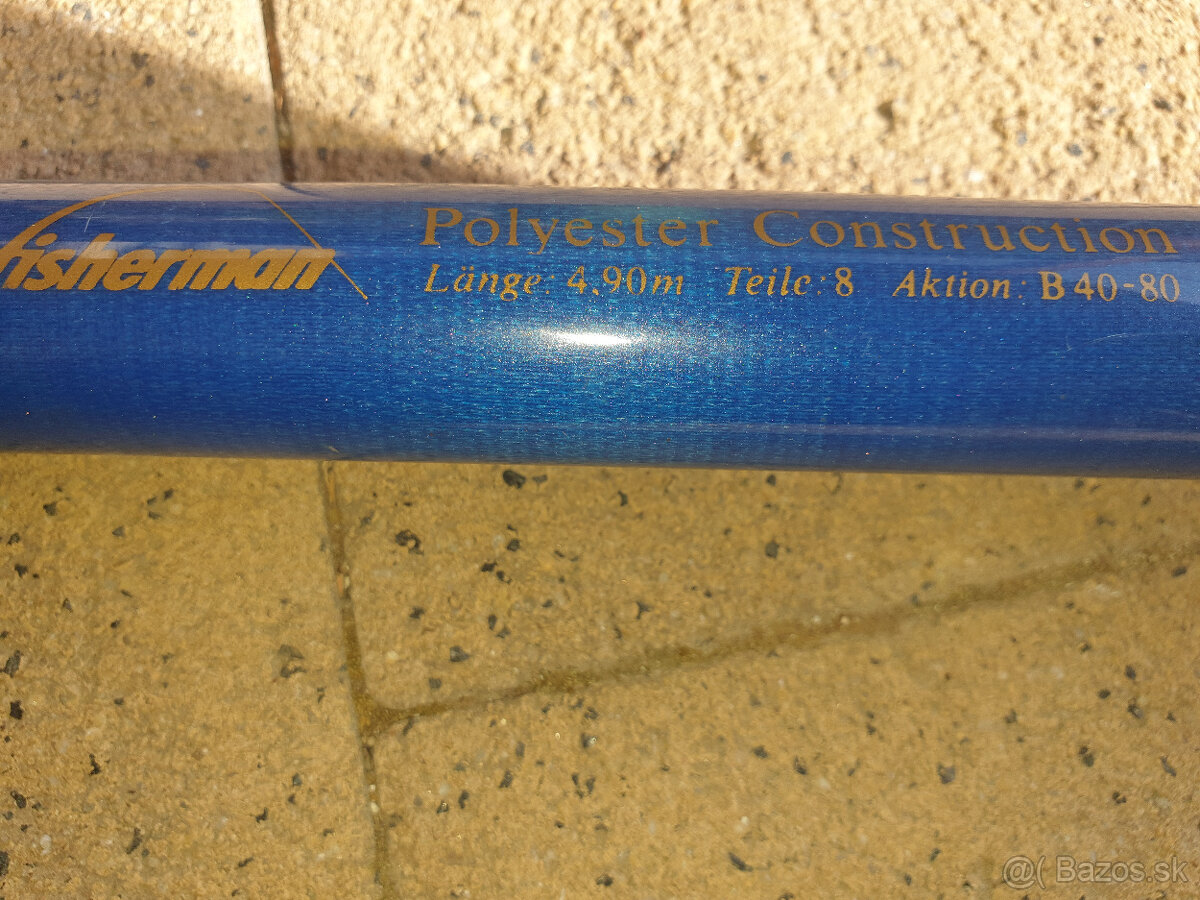 fisherman
Polyester Construction
Länge: 4.90m Teile: 8 Aktion: B 40-80
@( Bazos.sk